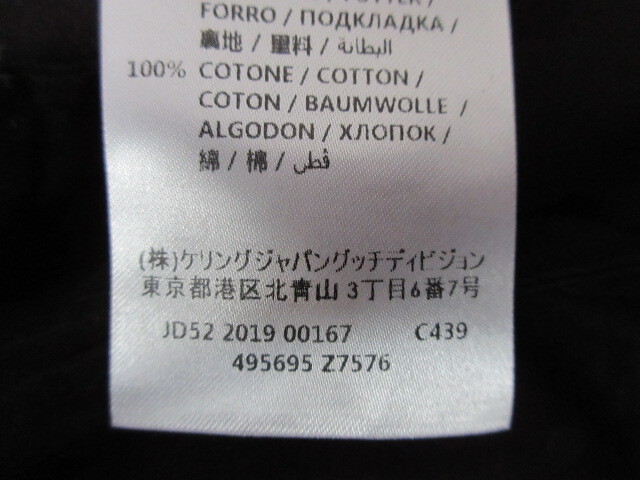 FORRO / ПОДКЛАДКА /
裏地 / 里料 / البطانة
100% COTONE / COTTON /
COTON / BAUMWOLLE /
ALGODON / ХЛОПОК /
綿 / 棉 / قطن
(株)ケリングジャパングッチディビジョン
東京都港区北青山 3丁目6番7号
JD52 2019 00167 C439
495695 Z7576